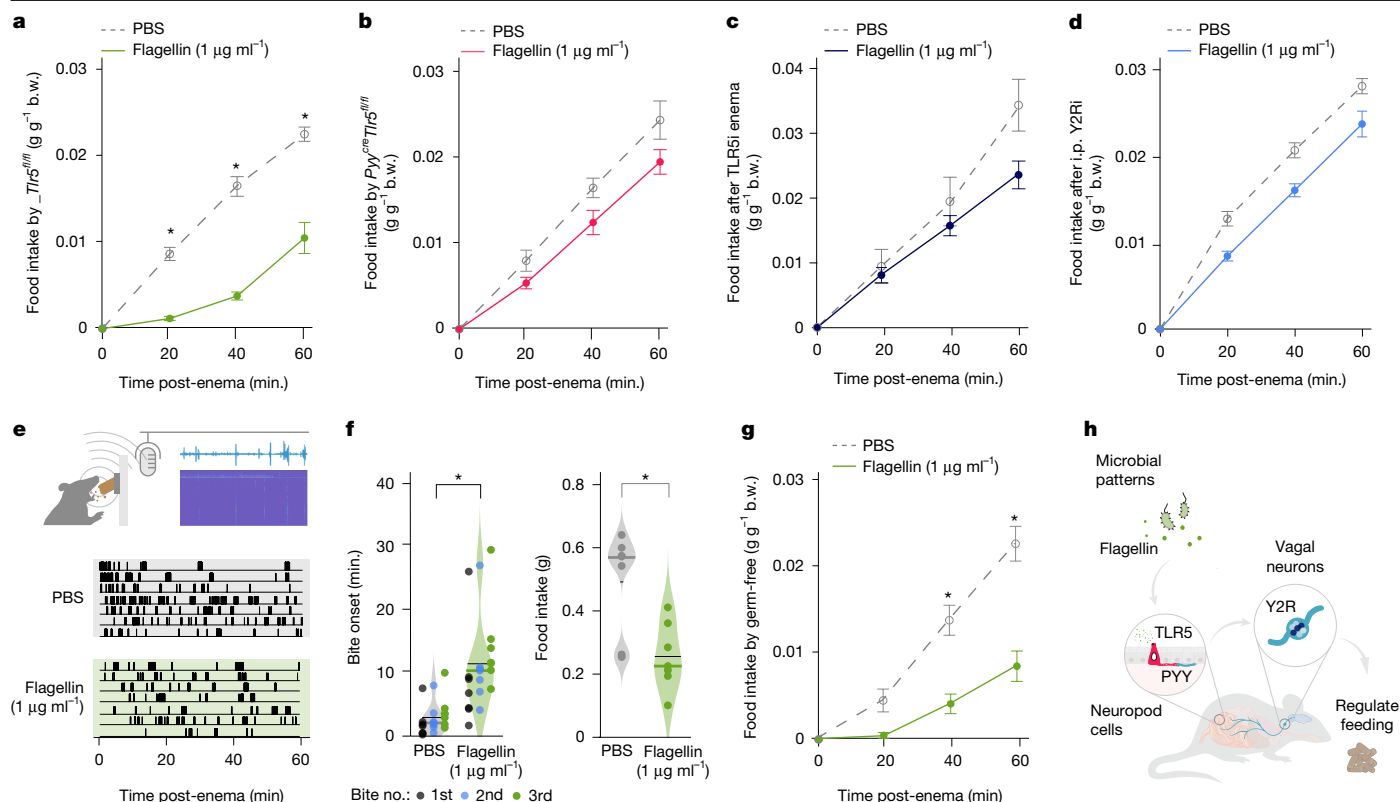 a
PBS
Flagellin (1 μg ml⁻¹)
Food intake by _Tlr5^fl/fl (g g⁻¹ b.w.)
0.03
0.02
0.01
0
*
*
*
0 20 40 60
Time post-enema (min.)
b
PBS
Flagellin (1 μg ml⁻¹)
Food intake by Pyy^creTlr5^fl/fl
(g g⁻¹ b.w.)
0.03
0.02
0.01
0
0 20 40 60
Time post-enema (min.)
c
PBS
Flagellin (1 μg ml⁻¹)
Food intake after TLR5i enema
(g g⁻¹ b.w.)
0.04
0.03
0.02
0.01
0
0 20 40 60
Time post-enema (min.)
d
PBS
Flagellin (1 μg ml⁻¹)
Food intake after i.p. Y2Ri
(g g⁻¹ b.w.)
0.03
0.02
0.01
0
0 20 40 60
Time post-enema (min.)
e
PBS
Flagellin
(1 μg ml⁻¹)
0 10 20 30 40 50 60
Time post-enema (min)
f
Bite onset (min.)
40
30
20
10
0
*
PBS Flagellin
(1 μg ml⁻¹)
Food intake (g)
0.8
0.6
0.4
0.2
0
*
PBS Flagellin
(1 μg ml⁻¹)
Bite no.: 1st 2nd 3rd
g
PBS
Flagellin (1 μg ml⁻¹)
Food intake by germ-free (g g⁻¹ b.w.)
0.03
0.02
0.01
0
*
*
0 20 40 60
Time post-enema (min.)
h
Microbial
patterns
Flagellin
Vagal
neurons
Y2R
TLR5
PYY
Neuropod
cells
Regulate
feeding